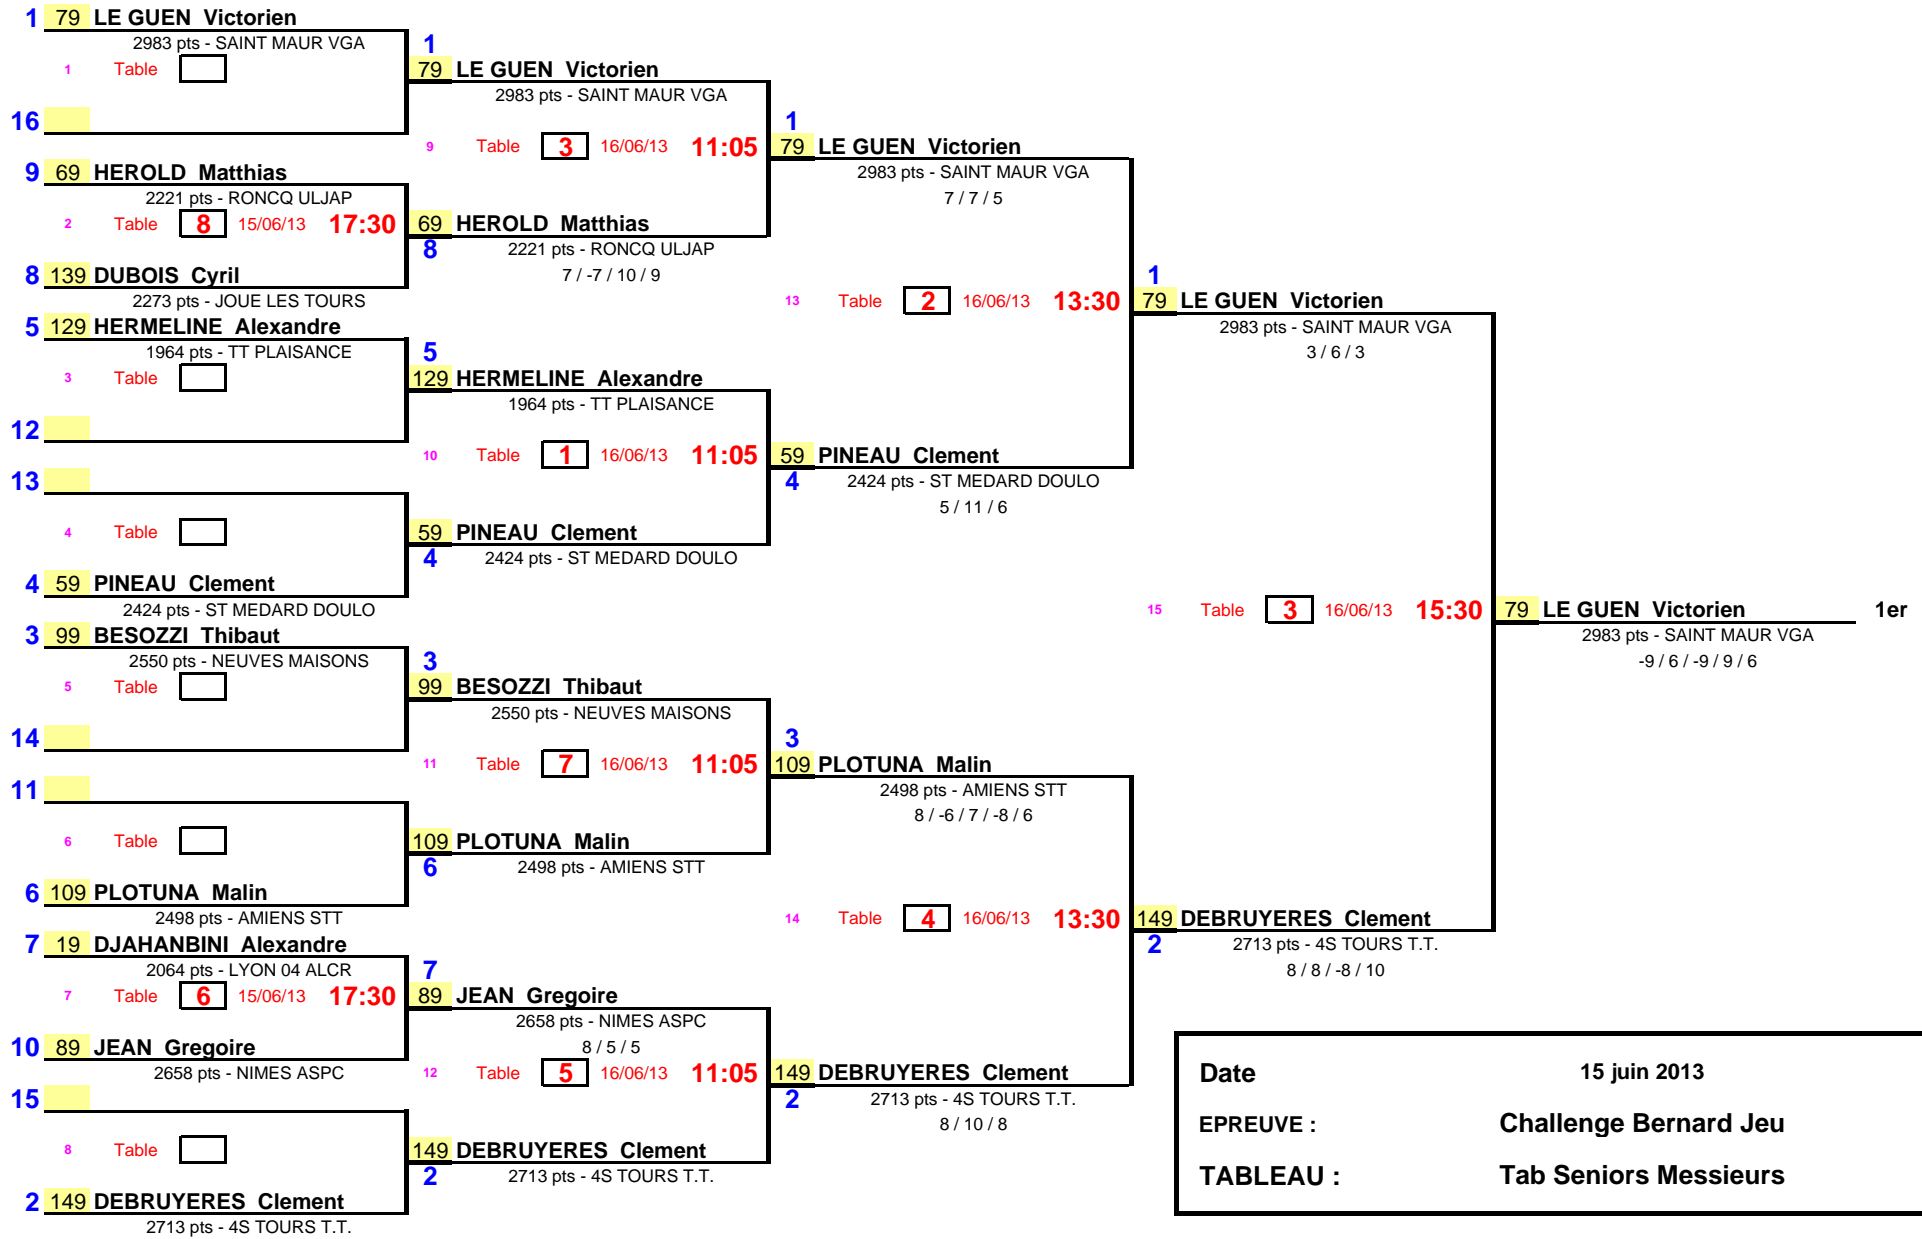 1 79 LE GUEN Victorien
2983 pts - SAINT MAUR VGA
1 Table
16
9 69 HEROLD Matthias
2221 pts - RONCQ ULJAP
2 Table 8 15/06/13 17:30
8 139 DUBOIS Cyril
2273 pts - JOUE LES TOURS
5 129 HERMELINE Alexandre
1964 pts - TT PLAISANCE
3 Table
12
13
4 Table
4 59 PINEAU Clement
2424 pts - ST MEDARD DOULO
3 99 BESOZZI Thibaut
2550 pts - NEUVES MAISONS
5 Table
14
11
6 Table
6 109 PLOTUNA Malin
2498 pts - AMIENS STT
7 19 DJAHANBINI Alexandre
2064 pts - LYON 04 ALCR
7 Table 6 15/06/13 17:30
10 89 JEAN Gregoire
2658 pts - NIMES ASPC
15
8 Table
2 149 DEBRUYERES Clement
2713 pts - 4S TOURS T.T.
1
79 LE GUEN Victorien
2983 pts - SAINT MAUR VGA
9 Table 3 16/06/13 11:05
69 HEROLD Matthias
8
2221 pts - RONCQ ULJAP
7 / -7 / 10 / 9
5
129 HERMELINE Alexandre
1964 pts - TT PLAISANCE
10 Table 1 16/06/13 11:05
59 PINEAU Clement
4
2424 pts - ST MEDARD DOULO
3
99 BESOZZI Thibaut
2550 pts - NEUVES MAISONS
11 Table 7 16/06/13 11:05
109 PLOTUNA Malin
6
2498 pts - AMIENS STT
7
89 JEAN Gregoire
2658 pts - NIMES ASPC
8 / 5 / 5
12 Table 5 16/06/13 11:05
149 DEBRUYERES Clement
2
2713 pts - 4S TOURS T.T.
1
79 LE GUEN Victorien
2983 pts - SAINT MAUR VGA
7 / 7 / 5
13 Table 2 16/06/13 13:30
59 PINEAU Clement
4
2424 pts - ST MEDARD DOULO
5 / 11 / 6
3
109 PLOTUNA Malin
2498 pts - AMIENS STT
8 / -6 / 7 / -8 / 6
14 Table 4 16/06/13 13:30
149 DEBRUYERES Clement
2
2713 pts - 4S TOURS T.T.
8 / 10 / 8
1
79 LE GUEN Victorien
2983 pts - SAINT MAUR VGA
3 / 6 / 3
15 Table 3 16/06/13 15:30
149 DEBRUYERES Clement
2
2713 pts - 4S TOURS T.T.
8 / 8 / -8 / 10
79 LE GUEN Victorien 1er
2983 pts - SAINT MAUR VGA
-9 / 6 / -9 / 9 / 6
Date 15 juin 2013
EPREUVE : Challenge Bernard Jeu
TABLEAU : Tab Seniors Messieurs